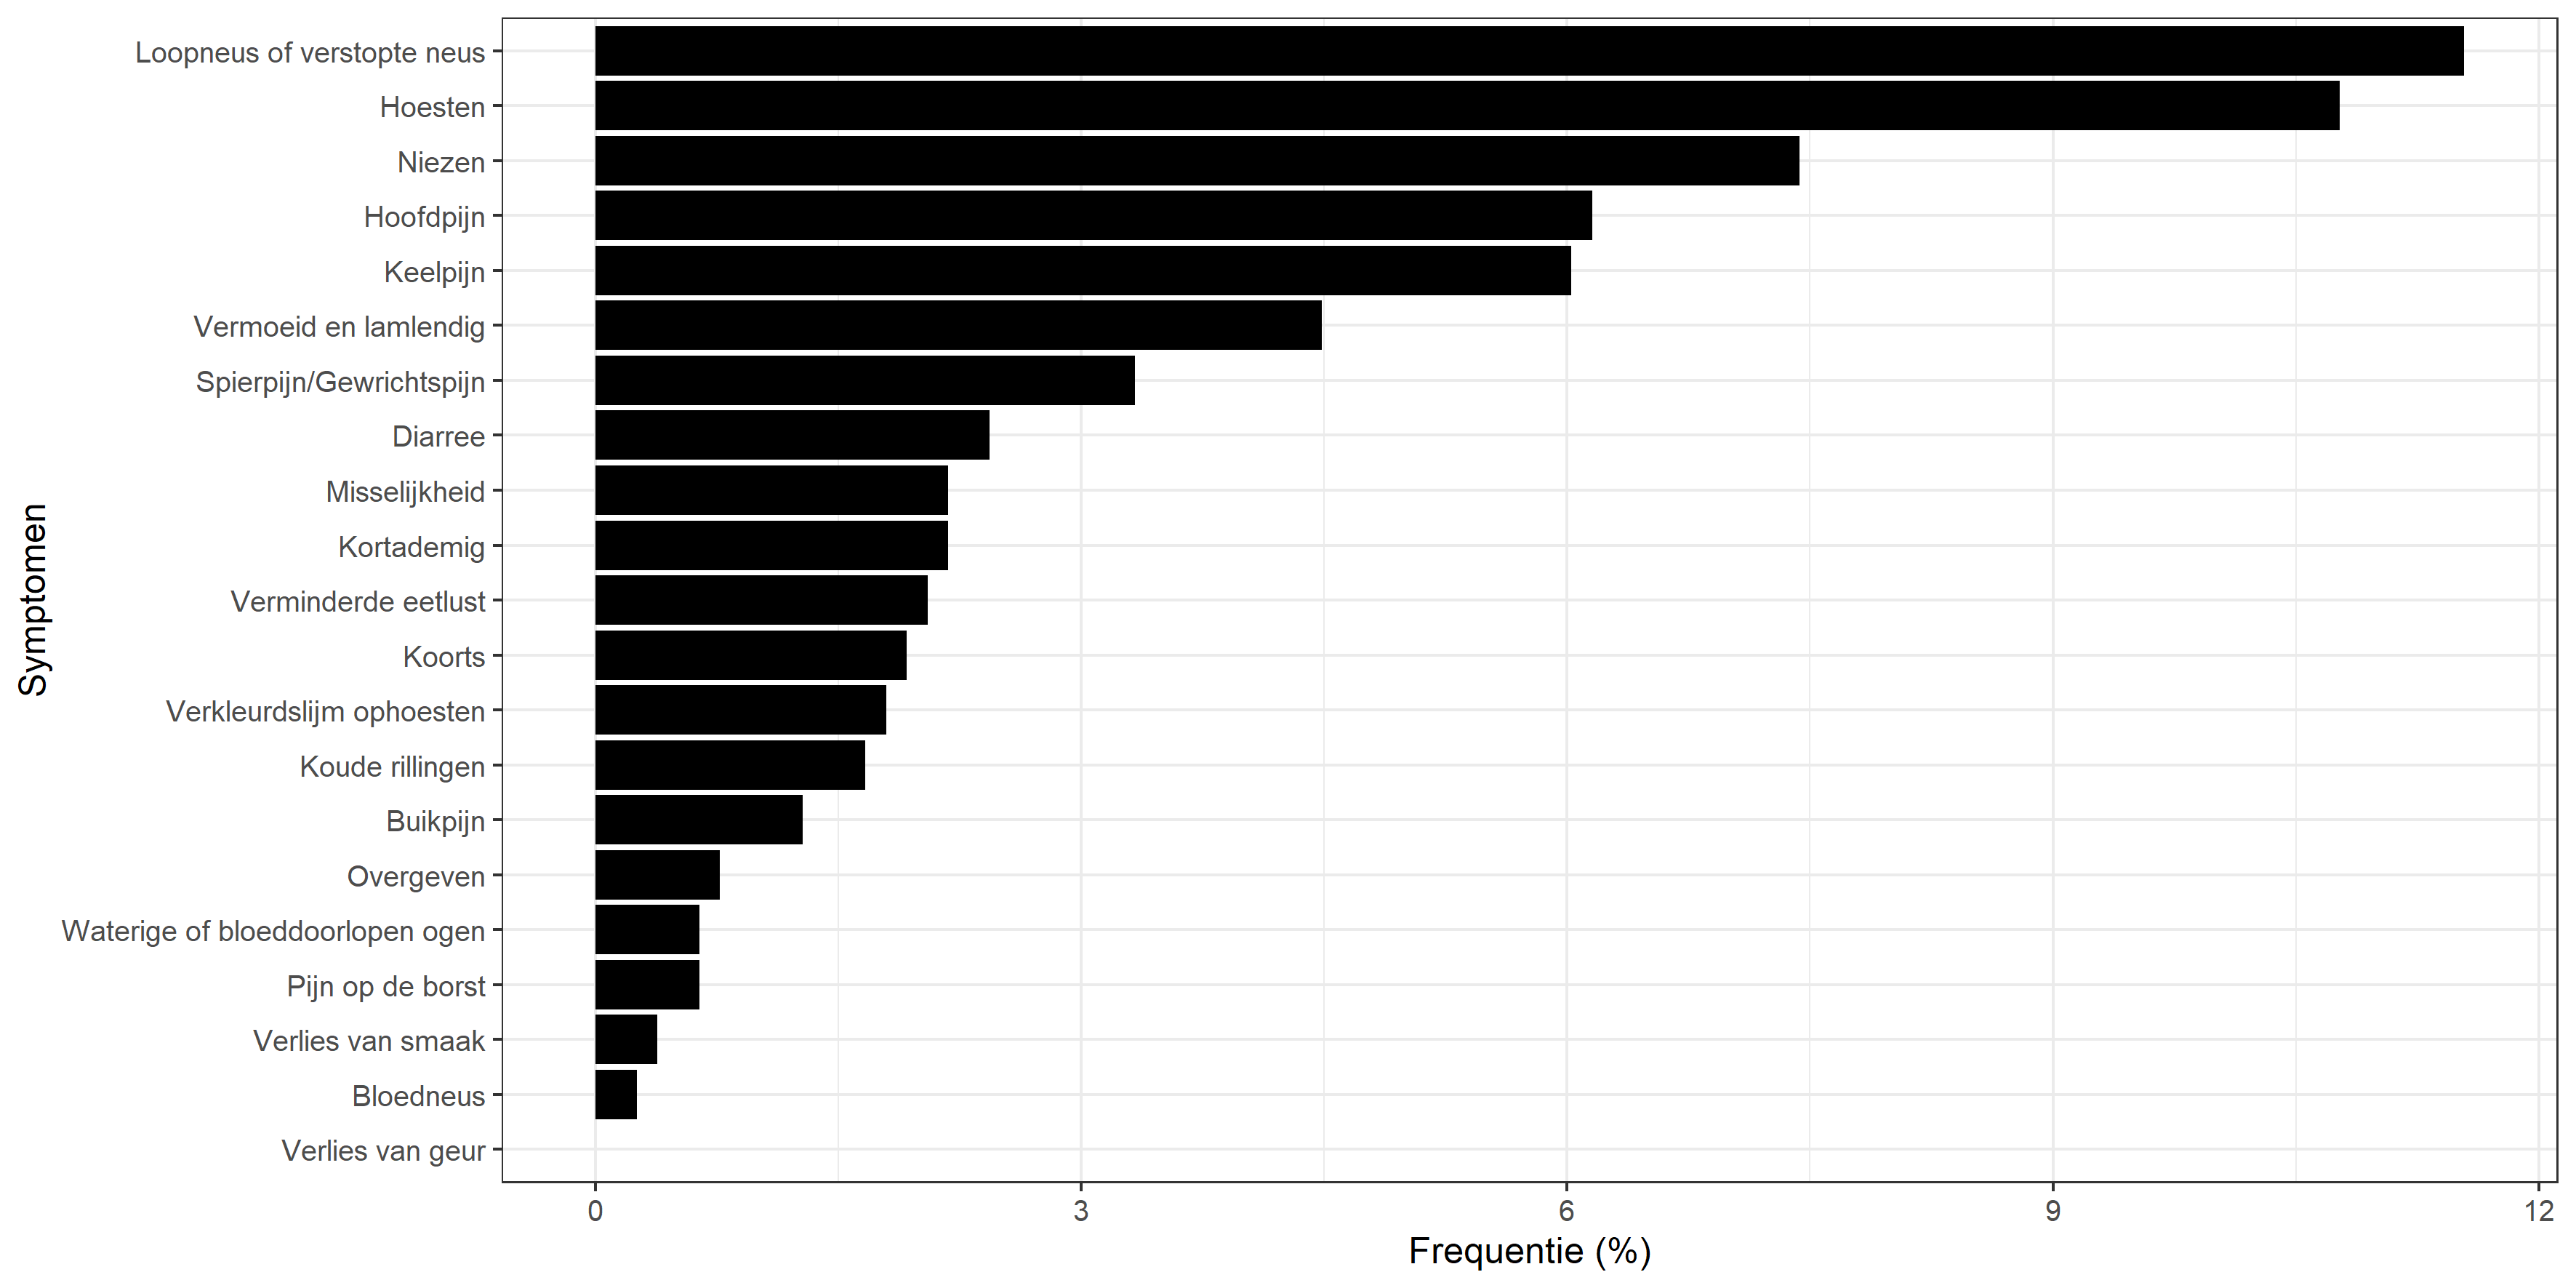 Loopneus of verstopte neus
Hoesten
Niezen
Hoofdpijn
Keelpijn
Vermoeid en lamlendig
Spierpijn/Gewrichtspijn
Diarree
Misselijkheid
Kortademig
Verminderde eetlust
Koorts
Verkleurdslijm ophoesten
Koude rillingen
Buikpijn
Overgeven
Waterige of bloeddoorlopen ogen
Pijn op de borst
Verlies van smaak
Bloedneus
Verlies van geur
Symptomen
0 3 6 9 12
Frequentie (%)